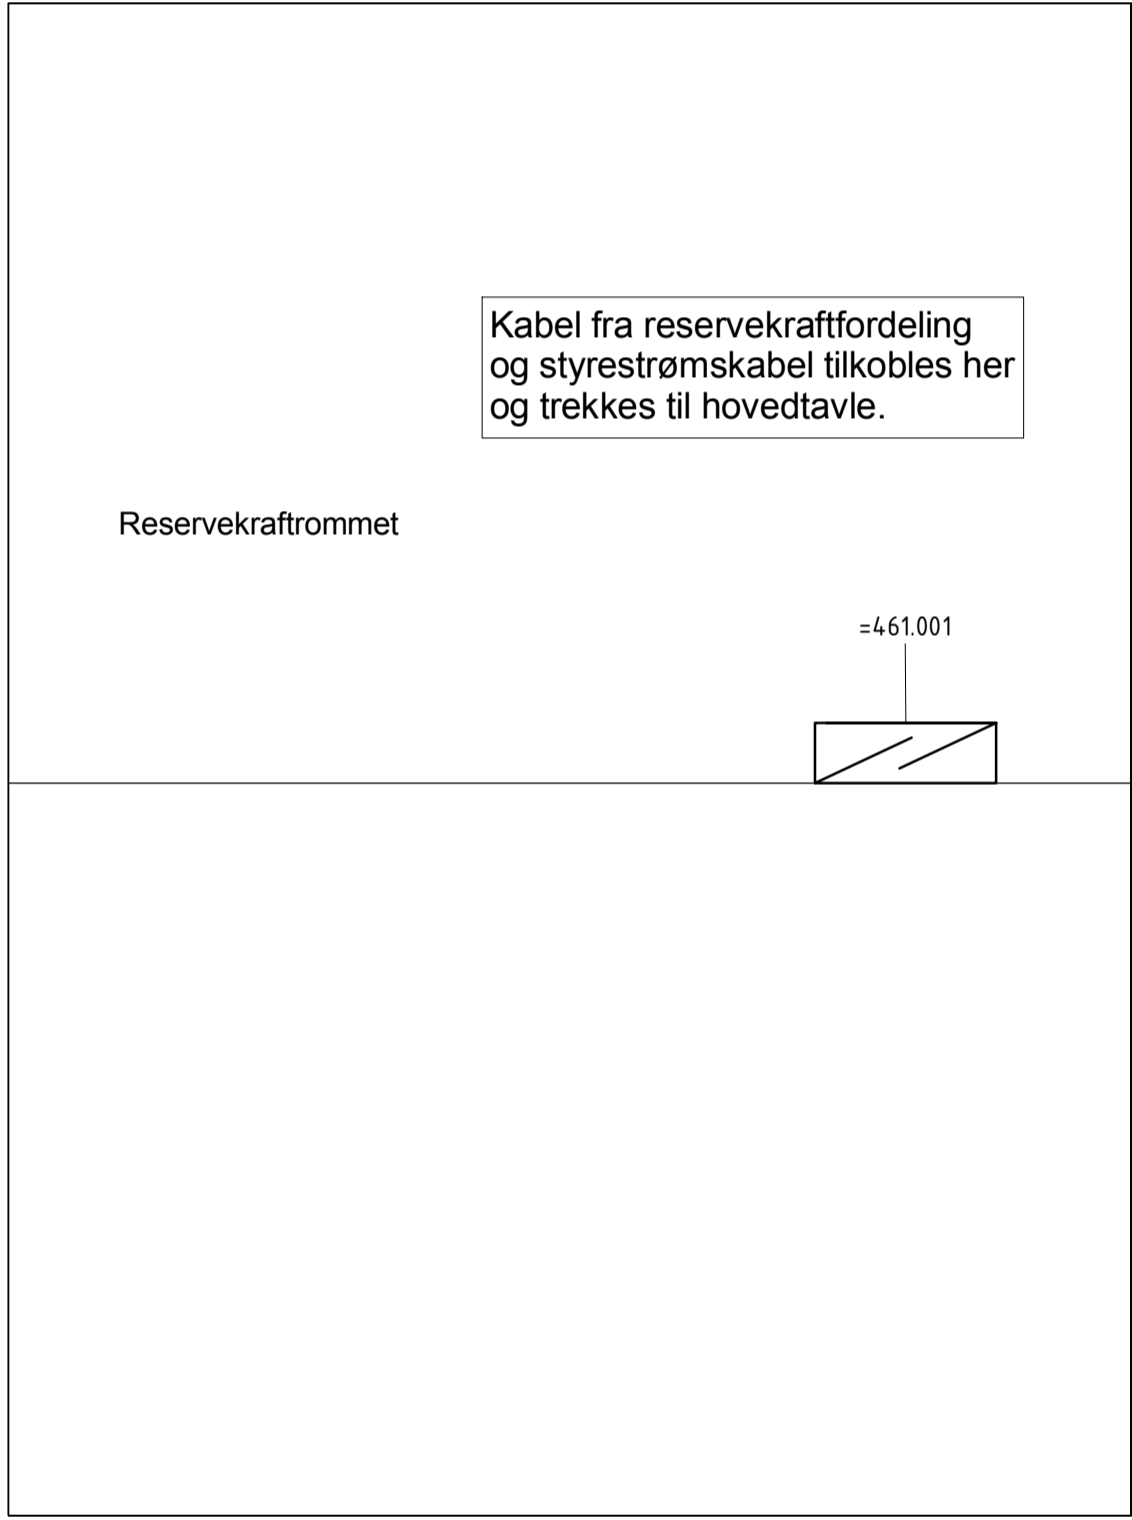 Kabel fra reservekraftfordeling
og styrestrømskabel tilkobles her
og trekkes til hovedtavle.
Reservekraftrommet
=461.001